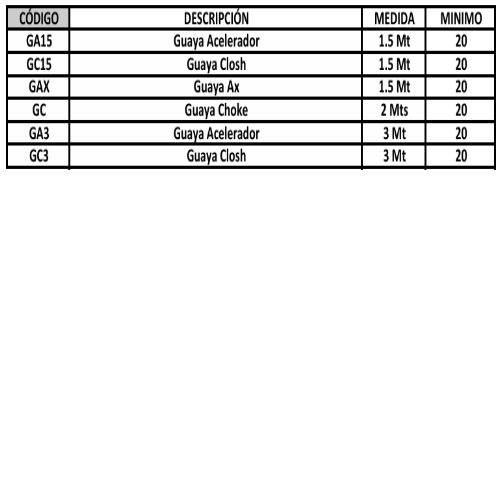 CÓDIGO DESCRIPCIÓN MEDIDA MINIMO
GA15 Guaya Acelerador 1.5 Mt 20
GC15 Guaya Closh 1.5 Mt 20
GAX Guaya Ax 1.5 Mt 20
GC Guaya Choke 2 Mts 20
GA3 Guaya Acelerador 3 Mt 20
GC3 Guaya Closh 3 Mt 20